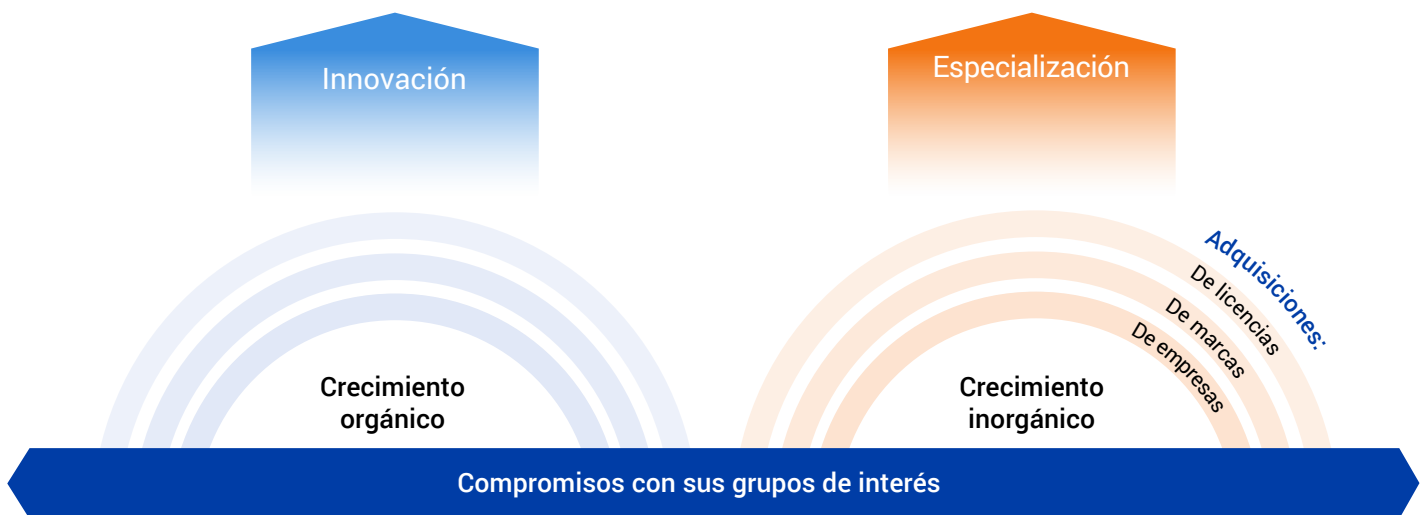 Innovación
Especialización
Crecimiento
orgánico
Crecimiento
inorgánico
Adquisiciones:
De licencias
De marcas
De empresas
Compromisos con sus grupos de interés